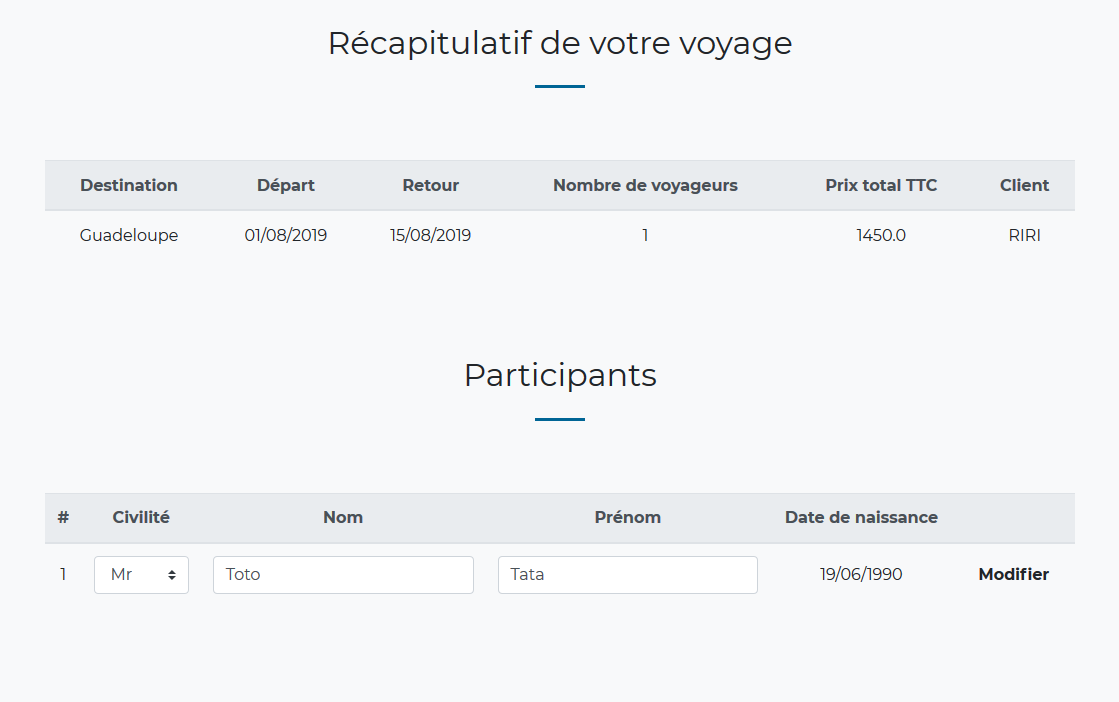 Récapitulatif de votre voyage
Destination Départ Retour Nombre de voyageurs Prix total TTC Client
Guadeloupe 01/08/2019 15/08/2019 1 1450.0 RIRI
Participants
# Civilité Nom Prénom Date de naissance
1 Mr Toto Tata 19/06/1990 Modifier